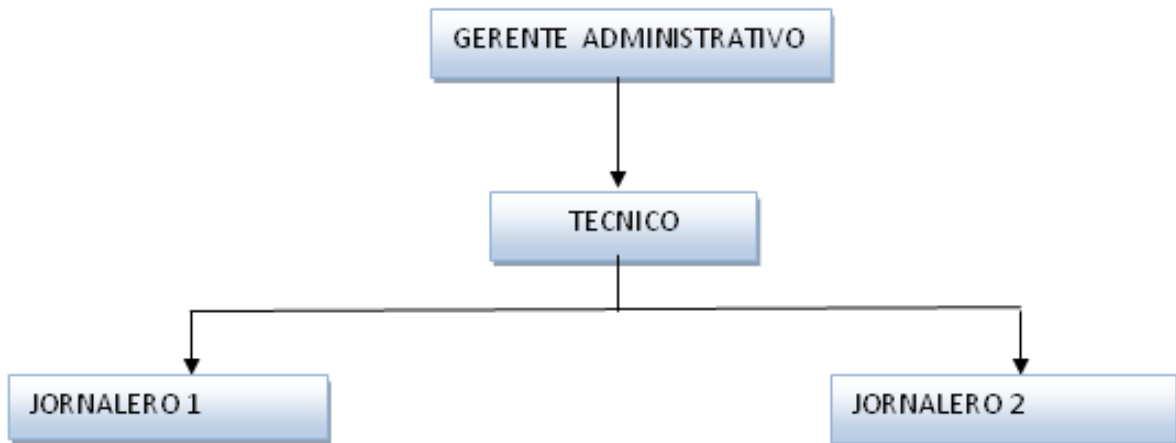 GERENTE ADMINISTRATIVO
TECNICO
JORNALERO 1
JORNALERO 2